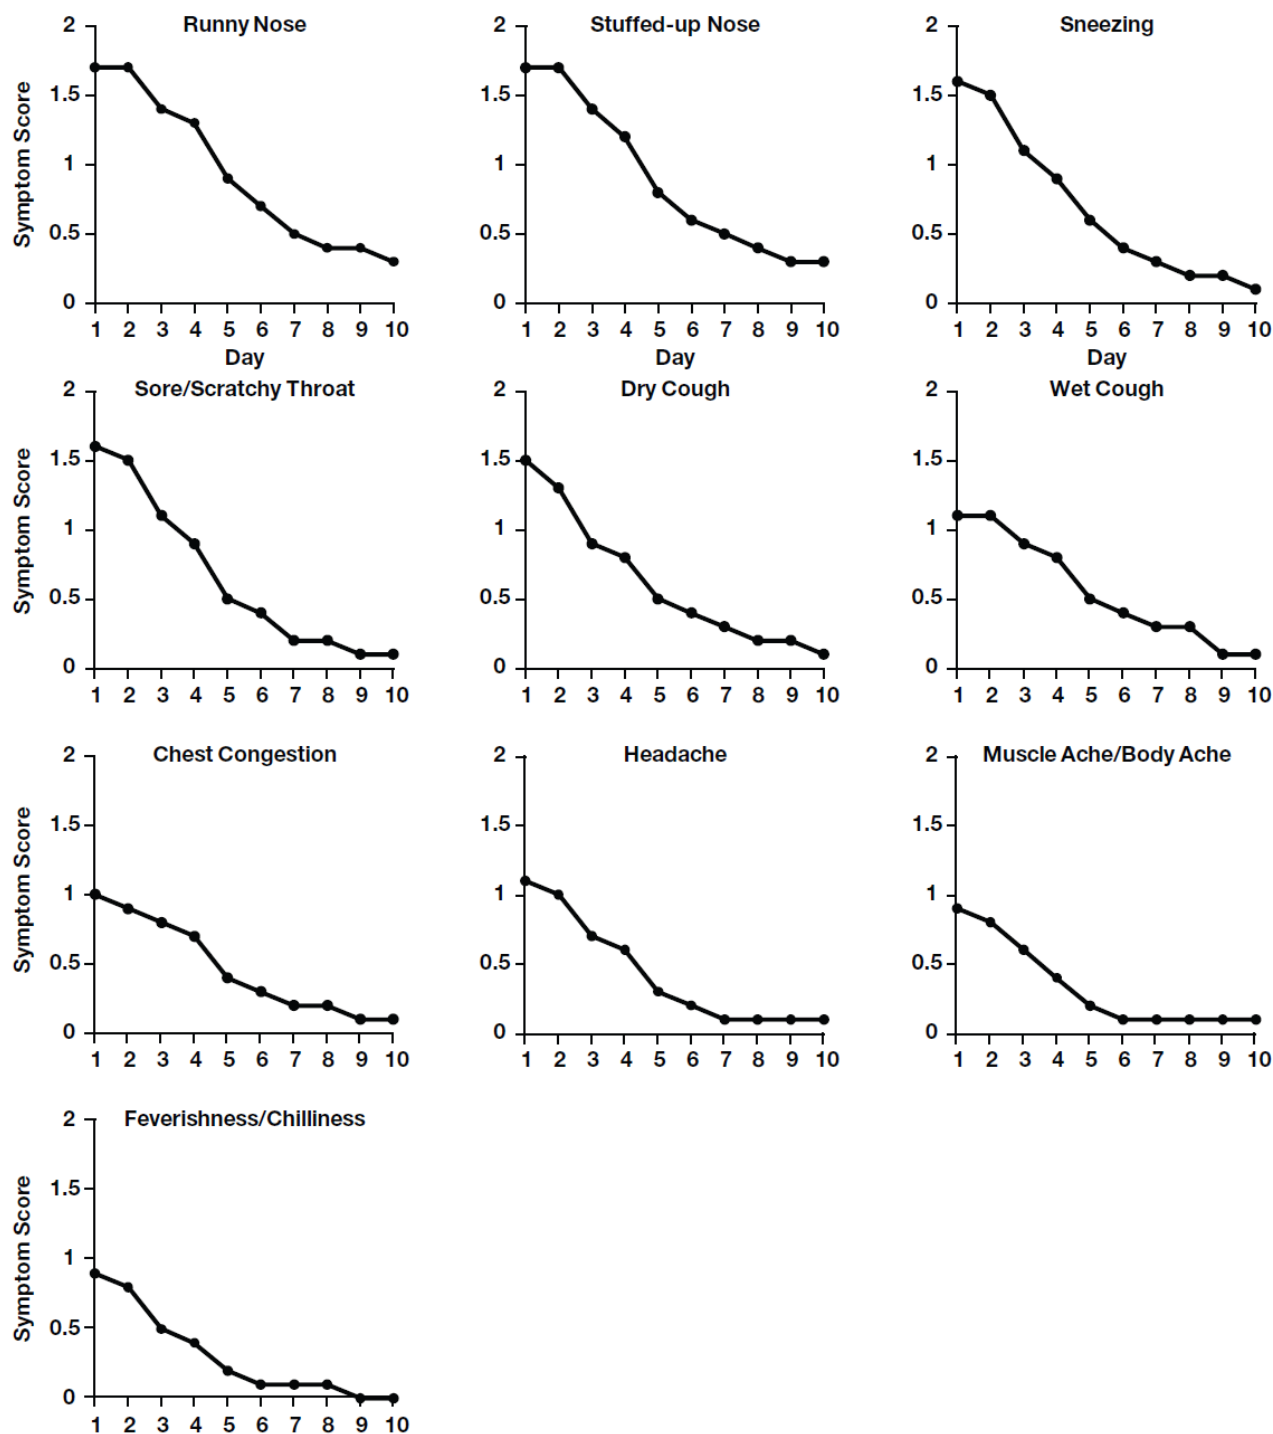 Runny Nose
Symptom Score
2
1.5
1
0.5
0
1 2 3 4 5 6 7 8 9 10
Day
Stuffed-up Nose
2
1.5
1
0.5
0
1 2 3 4 5 6 7 8 9 10
Day
Sneezing
2
1.5
1
0.5
0
1 2 3 4 5 6 7 8 9 10
Day
Sore/Scratchy Throat
Symptom Score
2
1.5
1
0.5
0
1 2 3 4 5 6 7 8 9 10
Dry Cough
2
1.5
1
0.5
0
1 2 3 4 5 6 7 8 9 10
Wet Cough
2
1.5
1
0.5
0
1 2 3 4 5 6 7 8 9 10
Chest Congestion
Symptom Score
2
1.5
1
0.5
0
1 2 3 4 5 6 7 8 9 10
Headache
2
1.5
1
0.5
0
1 2 3 4 5 6 7 8 9 10
Muscle Ache/Body Ache
2
1.5
1
0.5
0
1 2 3 4 5 6 7 8 9 10
Feverishness/Chilliness
Symptom Score
2
1.5
1
0.5
0
1 2 3 4 5 6 7 8 9 10